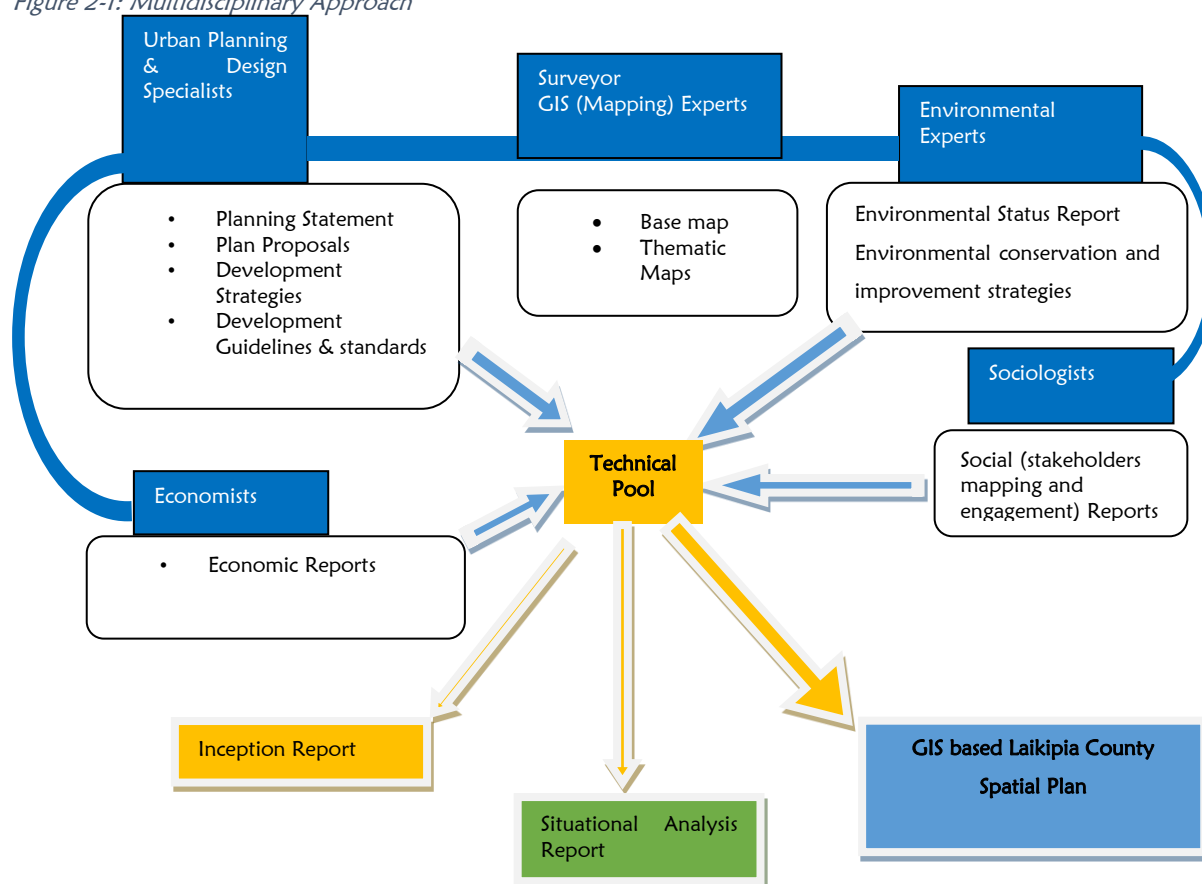 Figure 2-1: Multidisciplinary Approach
Urban Planning
& Design
Specialists
Surveyor
GIS (Mapping) Experts
Environmental
Experts
• Planning Statement
• Plan Proposals
• Development
Strategies
• Development
Guidelines & standards
• Base map
• Thematic
Maps
Environmental Status Report
Environmental conservation and
improvement strategies
Sociologists
Technical
Pool
Social (stakeholders
mapping and
engagement) Reports
Economists
• Economic Reports
Inception Report
GIS based Laikipia County
Spatial Plan
Situational Analysis
Report